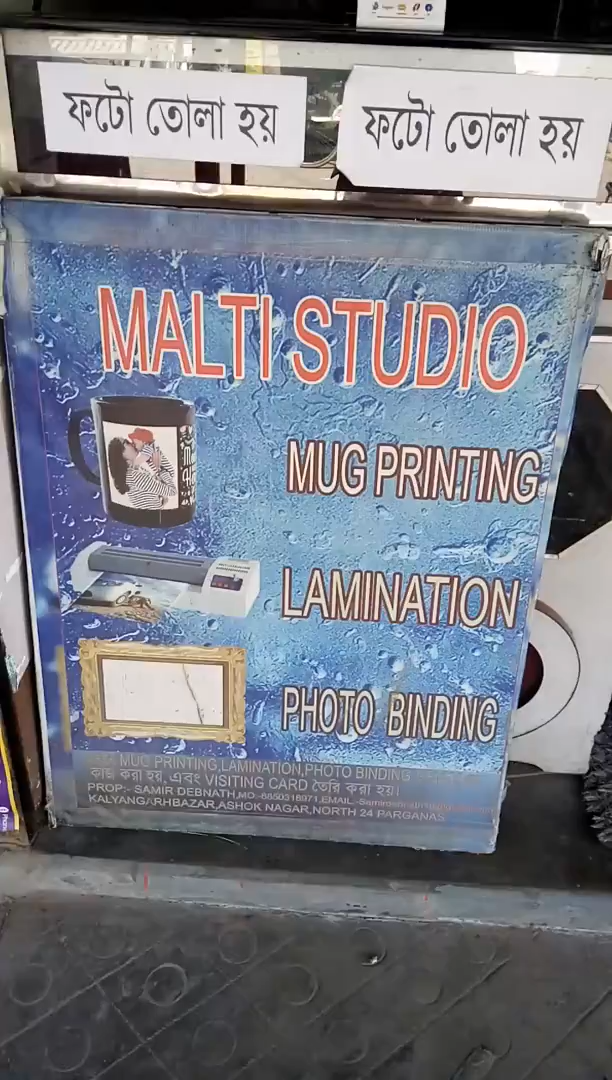 ফটো তোলা হয়
ফটো তোলা হয়
MALTI STUDIO
MUG PRINTING
LAMINATION
PHOTO BINDING
MUG PRINTING,LAMINATION,PHOTO BINDING
কাজ করা হয়, এবং VISITING CARD তৈরি করা হয়।
PROP:- SAMIR DEBNATH,MO.- EMAIL.-
ASHOK NAGAR,NORTH 24 PARGANAS